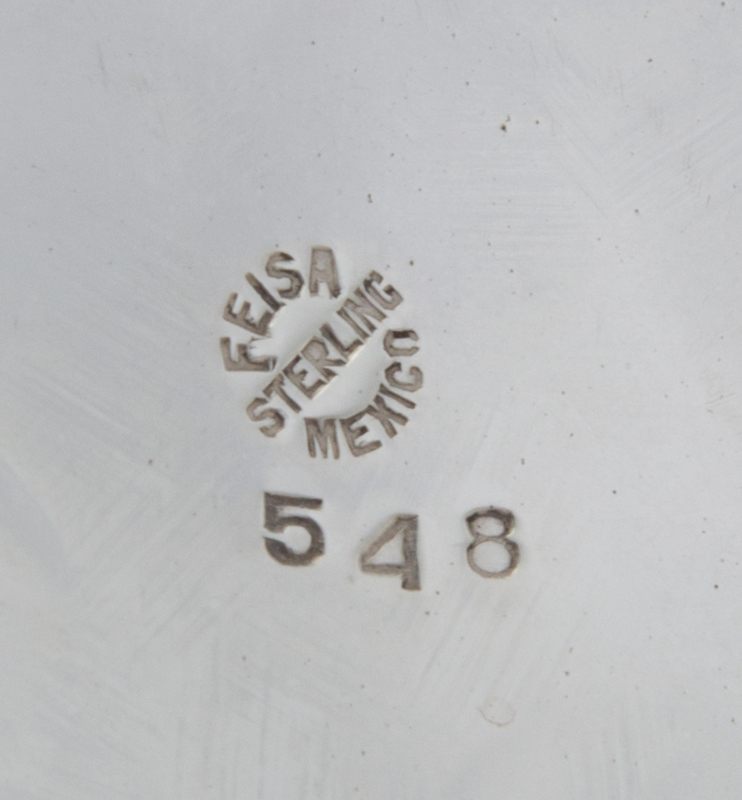 FEISA
STERLING
MEXICO
548